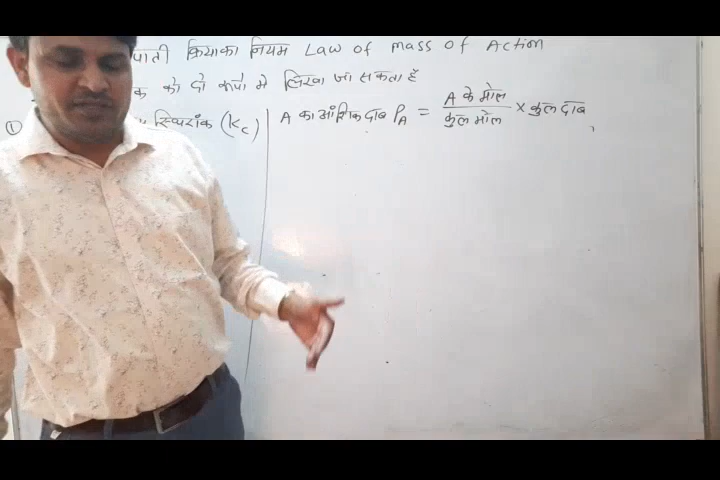 पाती क्रिया का नियम Law of mass of Action
क को दो रूपो मे लिखा जा सकता है
① स्थिरांक (Kc)
A का आंशिक दाब PA = A के मोल / कुल मोल × कुल दाब